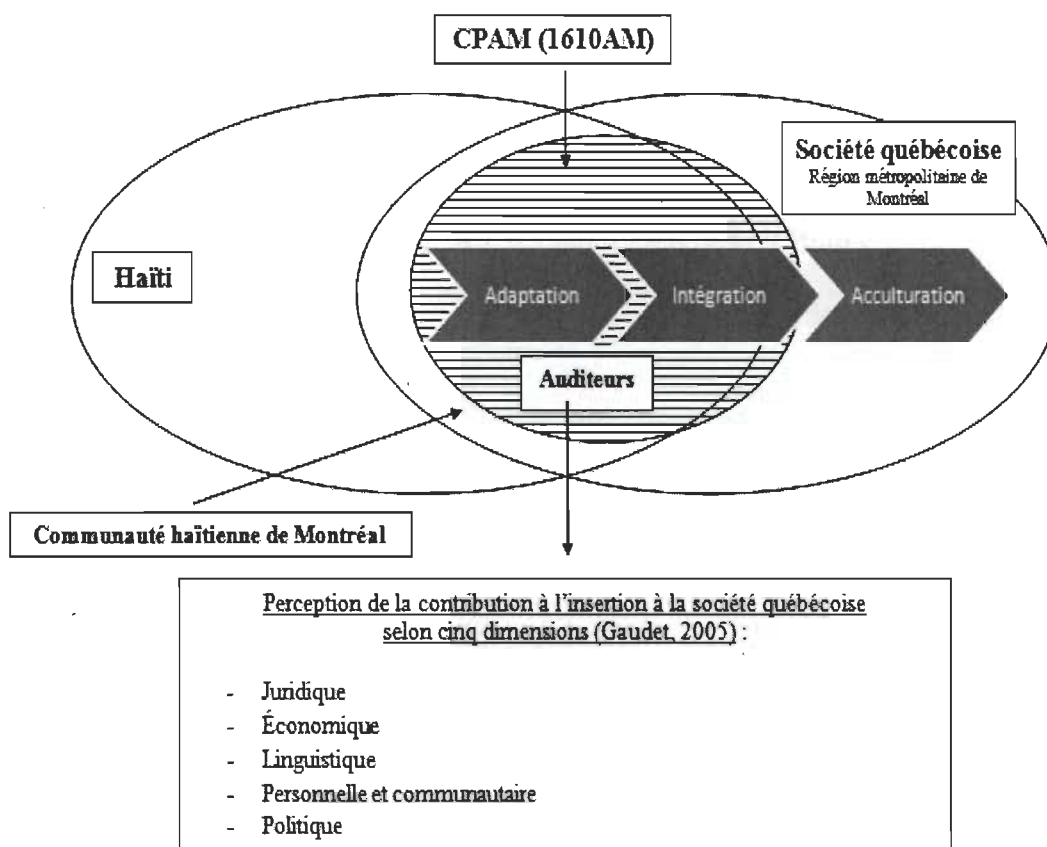 CPAM (1610AM)
Société québécoise
Région métropolitaine de
Montréal
Haïti
Adaptation
Intégration
Acculturation
Auditeurs
Communauté haïtienne de Montréal
Perception de la contribution à l'insertion à la société québécoise
selon cinq dimensions (Gaudet, 2005) :
- Juridique
- Économique
- Linguistique
- Personnelle et communautaire
- Politique